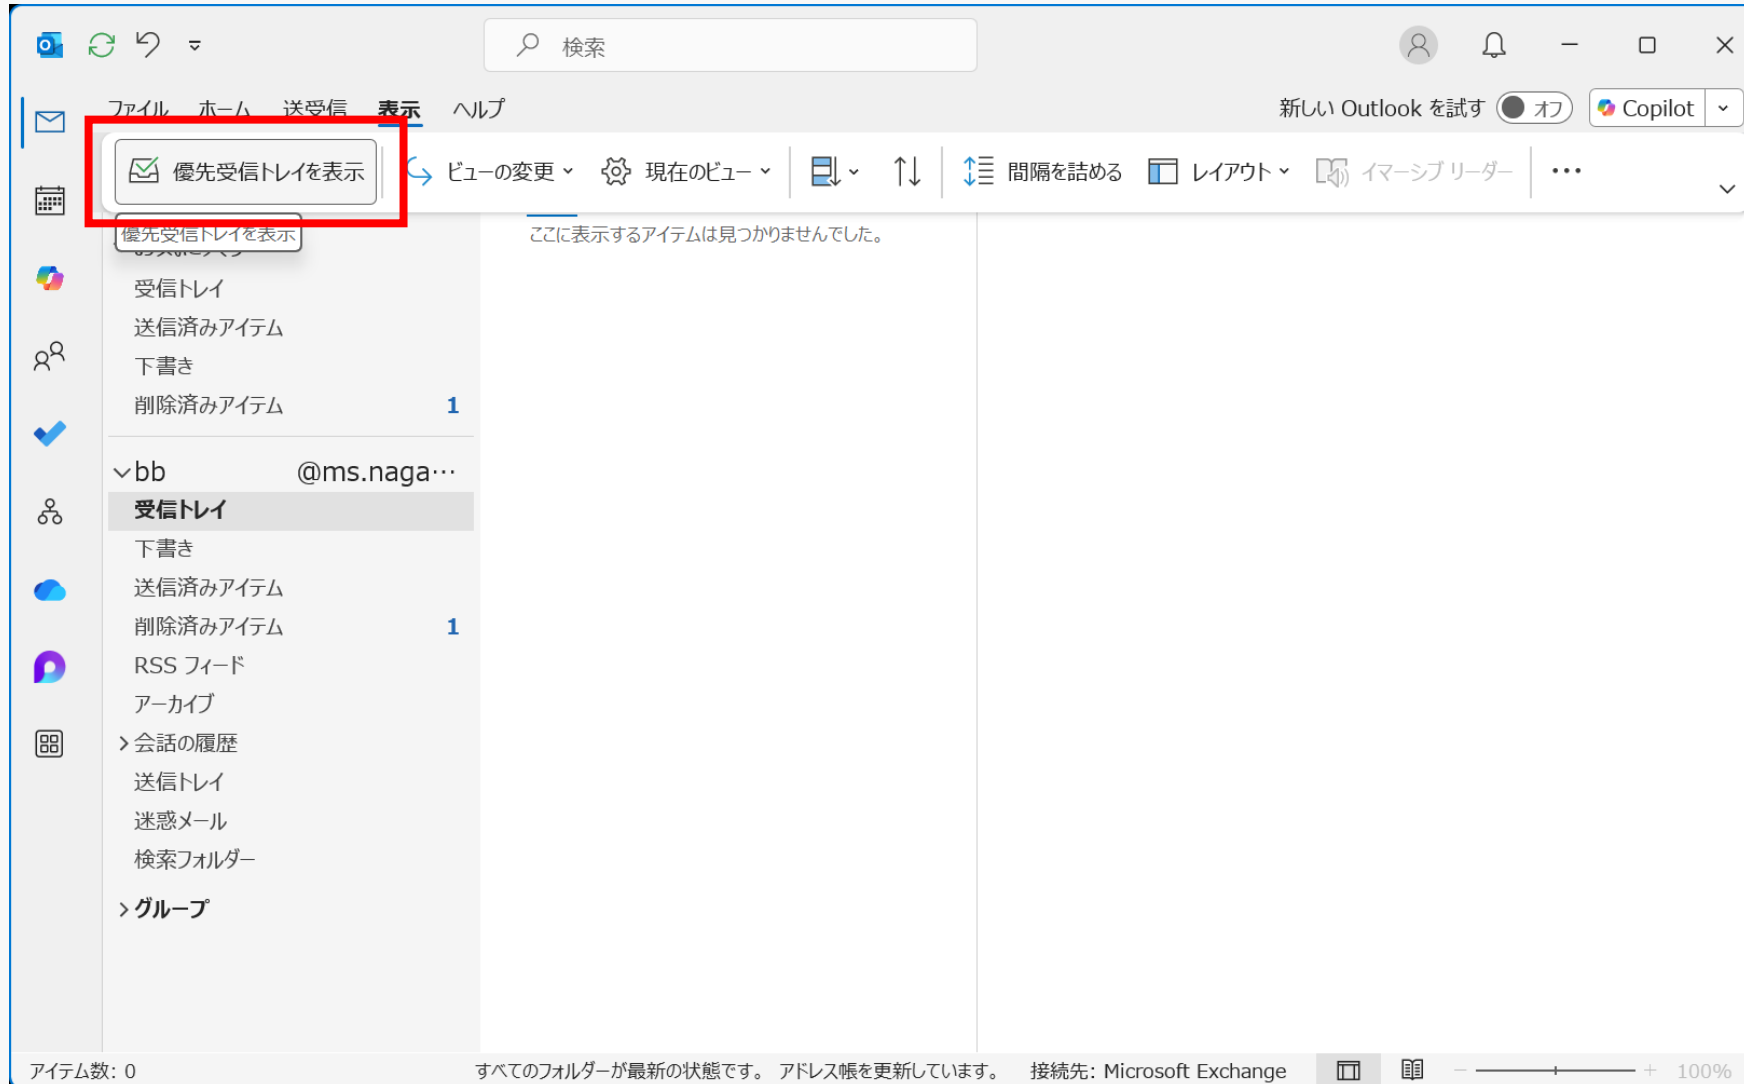 検索
ファイル ホーム 送受信 表示 ヘルプ
新しい Outlook を試す オフ Copilot
優先受信トレイを表示 ビューの変更 現在のビュー 間隔を詰める レイアウト イマーシブ リーダー
優先受信トレイを表示
ここに表示するアイテムは見つかりませんでした。
受信トレイ
送信済みアイテム
下書き
削除済みアイテム 1
bb @ms.naga…
受信トレイ
下書き
送信済みアイテム
削除済みアイテム 1
RSS フィード
アーカイブ
会話の履歴
送信トレイ
迷惑メール
検索フォルダー
グループ
アイテム数: 0 すべてのフォルダーが最新の状態です。 アドレス帳を更新しています。 接続先: Microsoft Exchange 100%